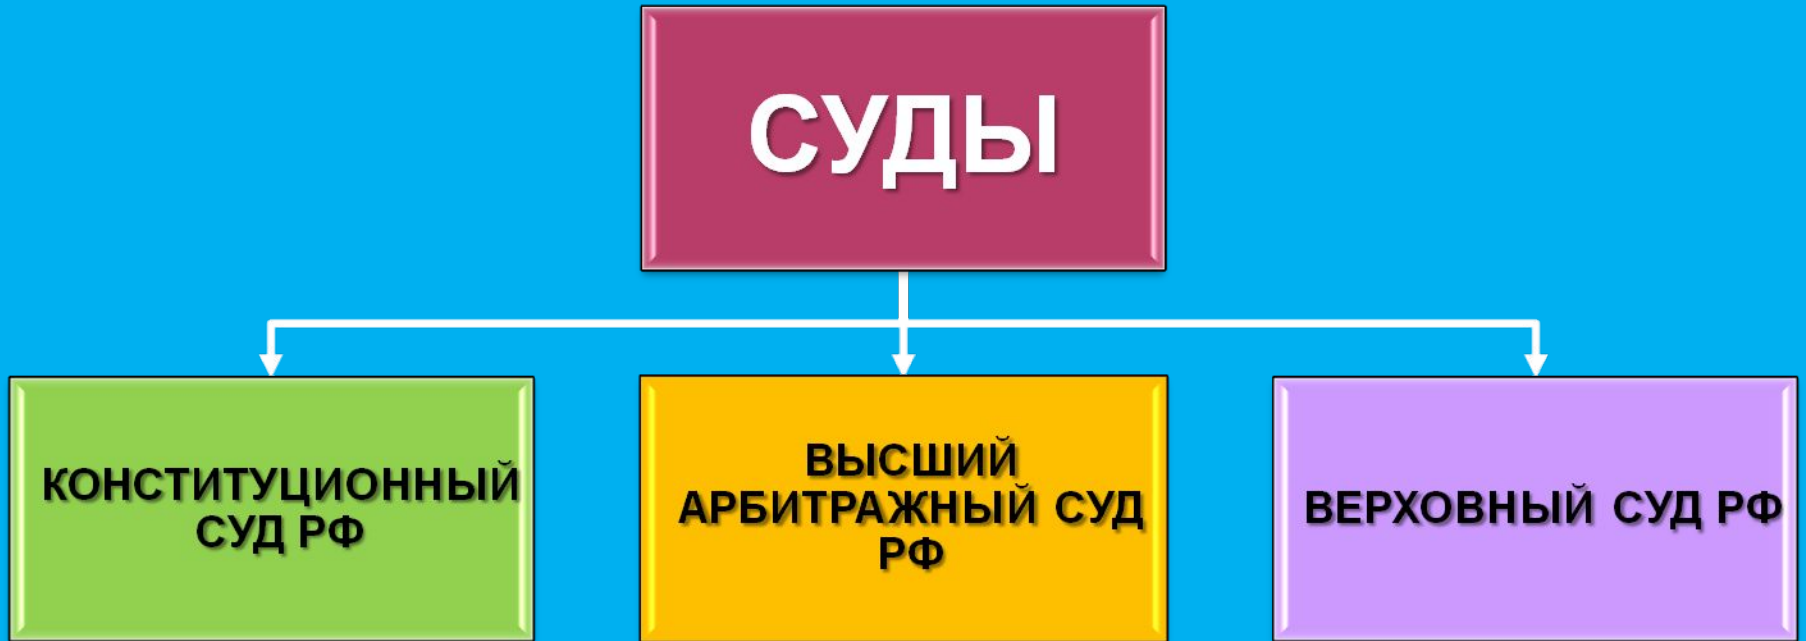 СУДЫ
КОНСТИТУЦИОННЫЙ
СУД РФ
ВЫСШИЙ
АРБИТРАЖНЫЙ СУД
РФ
ВЕРХОВНЫЙ СУД РФ